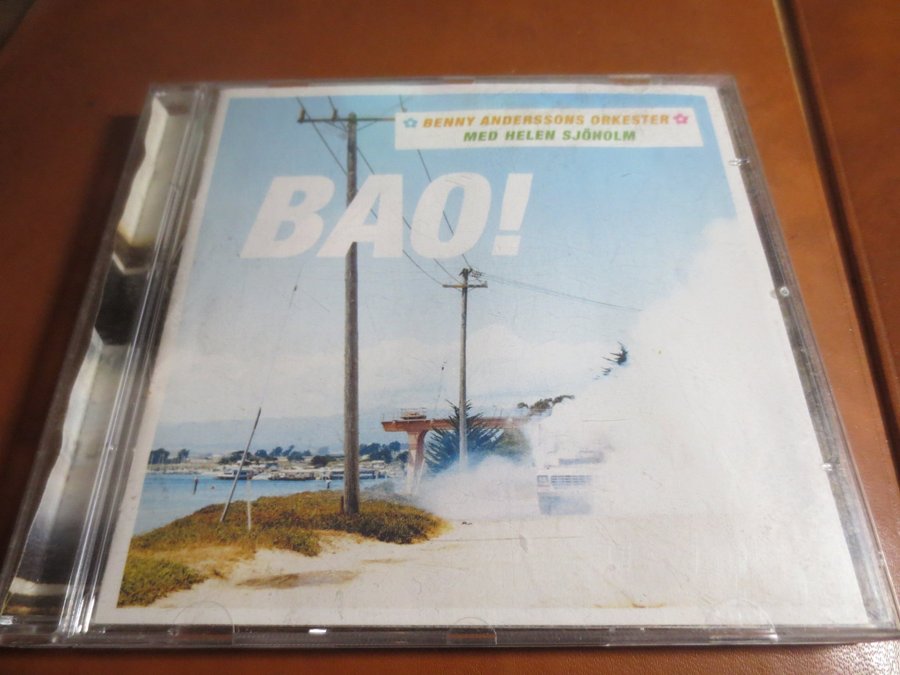 BENNY ANDERSSONS ORKESTER
MED HELEN SJÖHOLM
BAO!